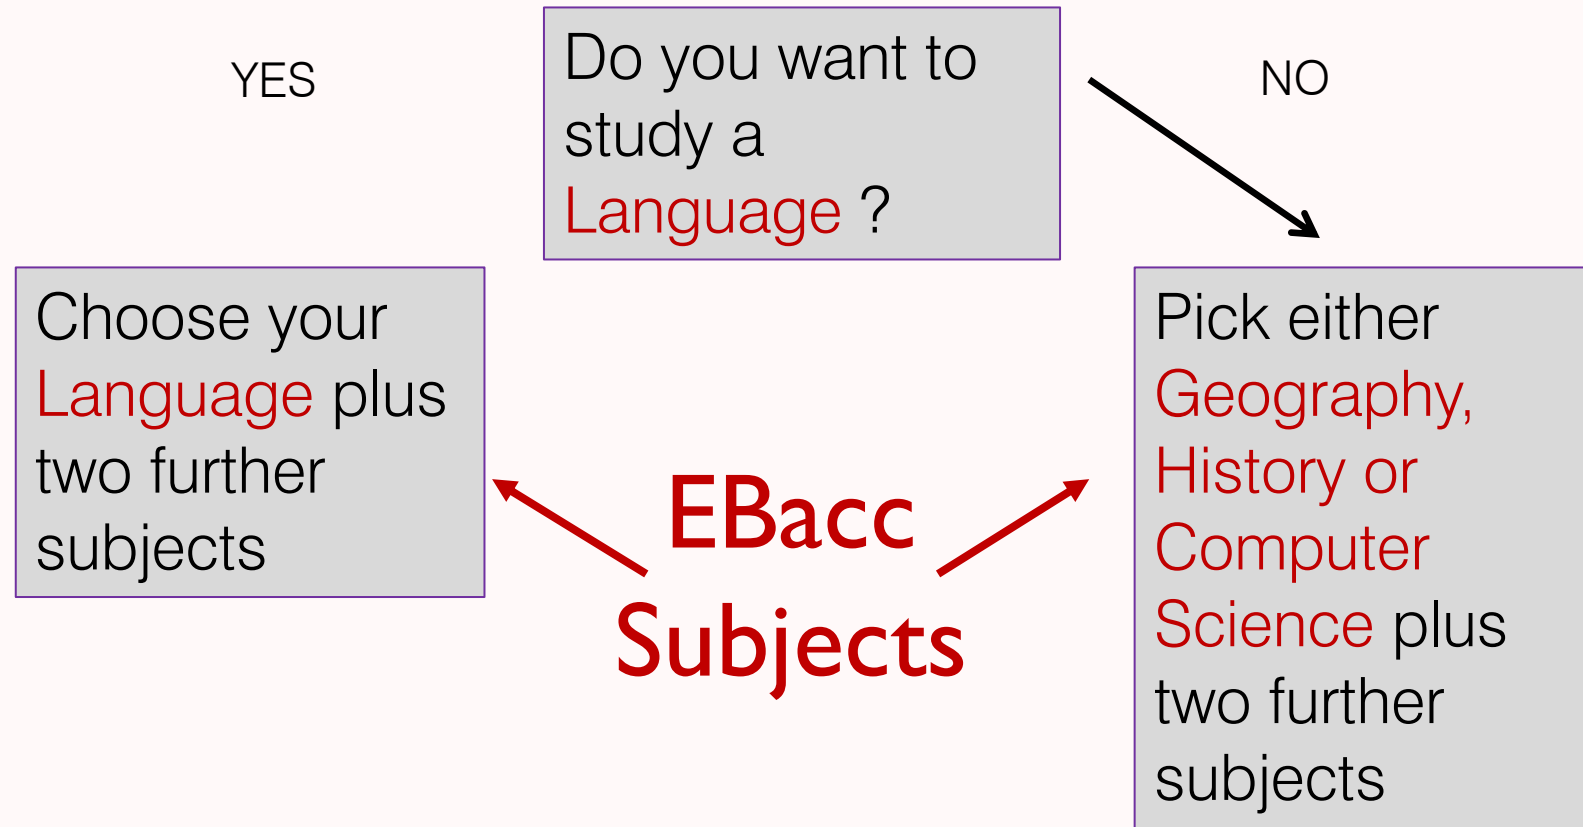 YES
Do you want to
study a
Language ?
NO
Choose your
Language plus
two further
subjects
EBacc
Subjects
Pick either
Geography,
History or
Computer
Science plus
two further
subjects